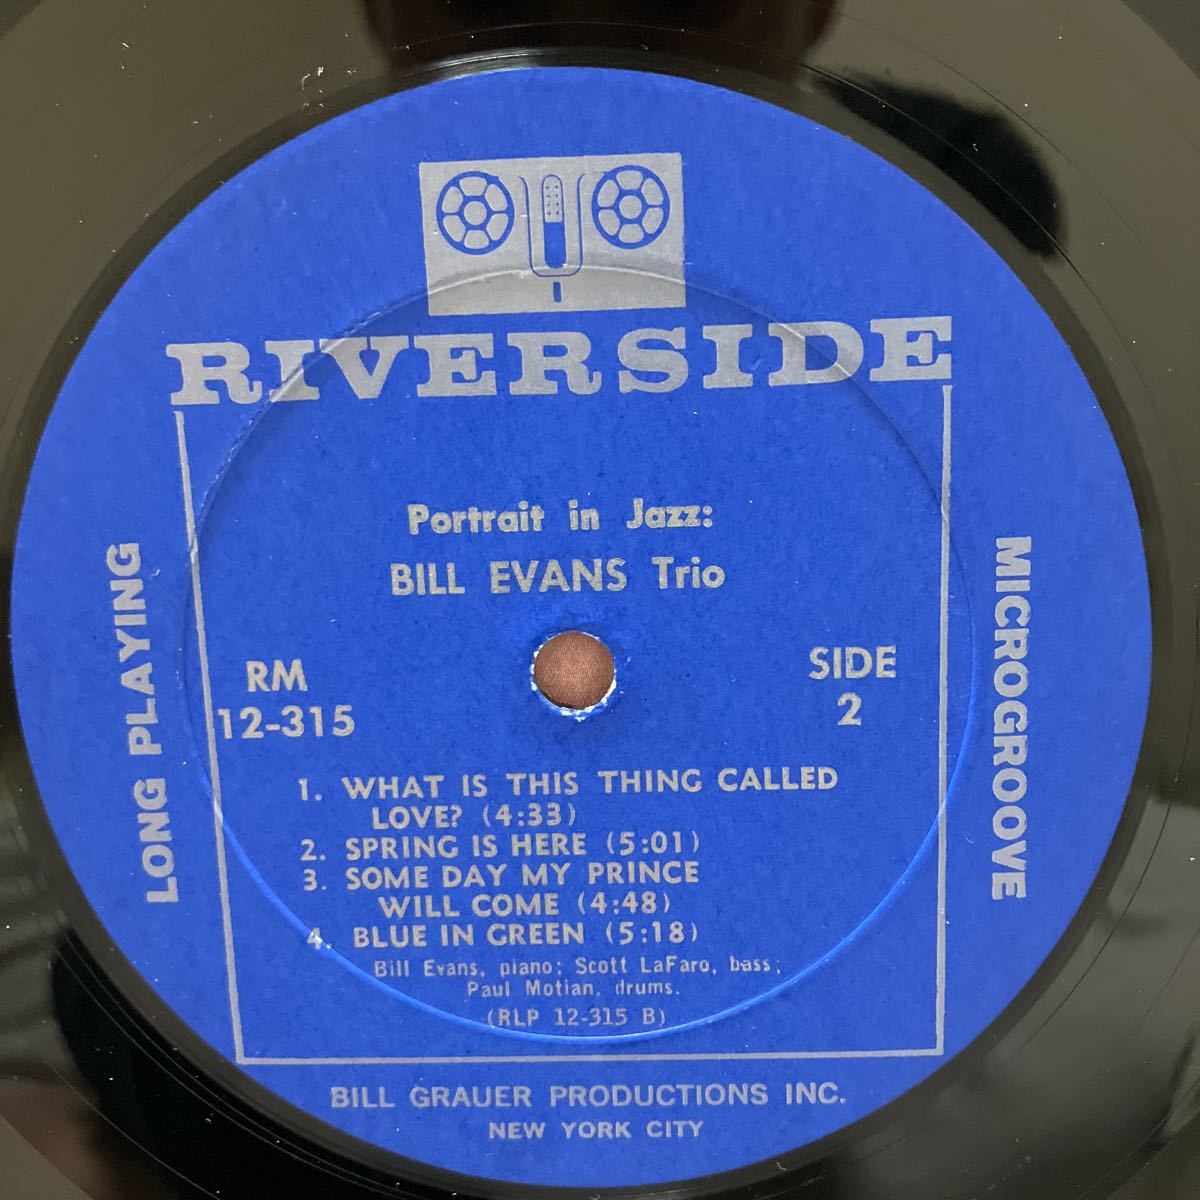 RIVERSIDE
Portrait in Jazz:
BILL EVANS Trio
LONG PLAYING
MICROGROOVE
RM
12-315
SIDE
2
1. WHAT IS THIS THING CALLED
LOVE? (4:33)
2. SPRING IS HERE (5:01)
3. SOME DAY MY PRINCE
WILL COME (4:48)
4. BLUE IN GREEN (5:18)
Bill Evans, piano; Scott LaFaro, bass;
Paul Motian, drums.
(RLP 12-315 B)
BILL GRAUER PRODUCTIONS INC.
NEW YORK CITY